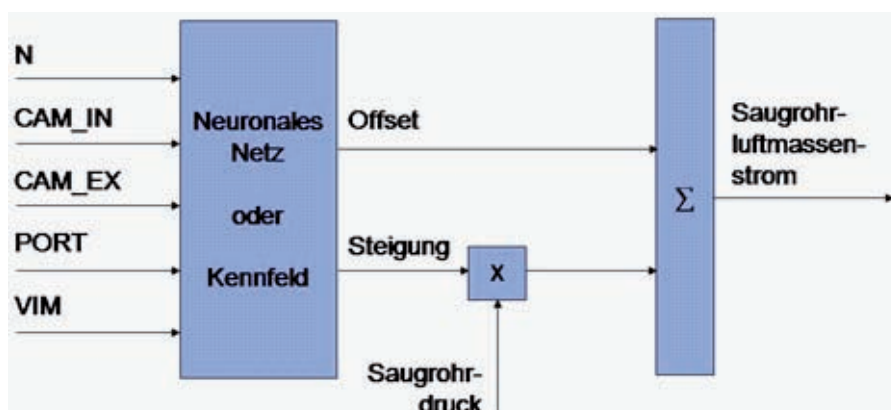 N
CAM_IN
CAM_EX
PORT
VIM
Neuronales
Netz
oder
Kennfeld
Offset
Steigung
X
Saugrohr-
druck
Σ
Saugrohr-
luftmassen-
strom